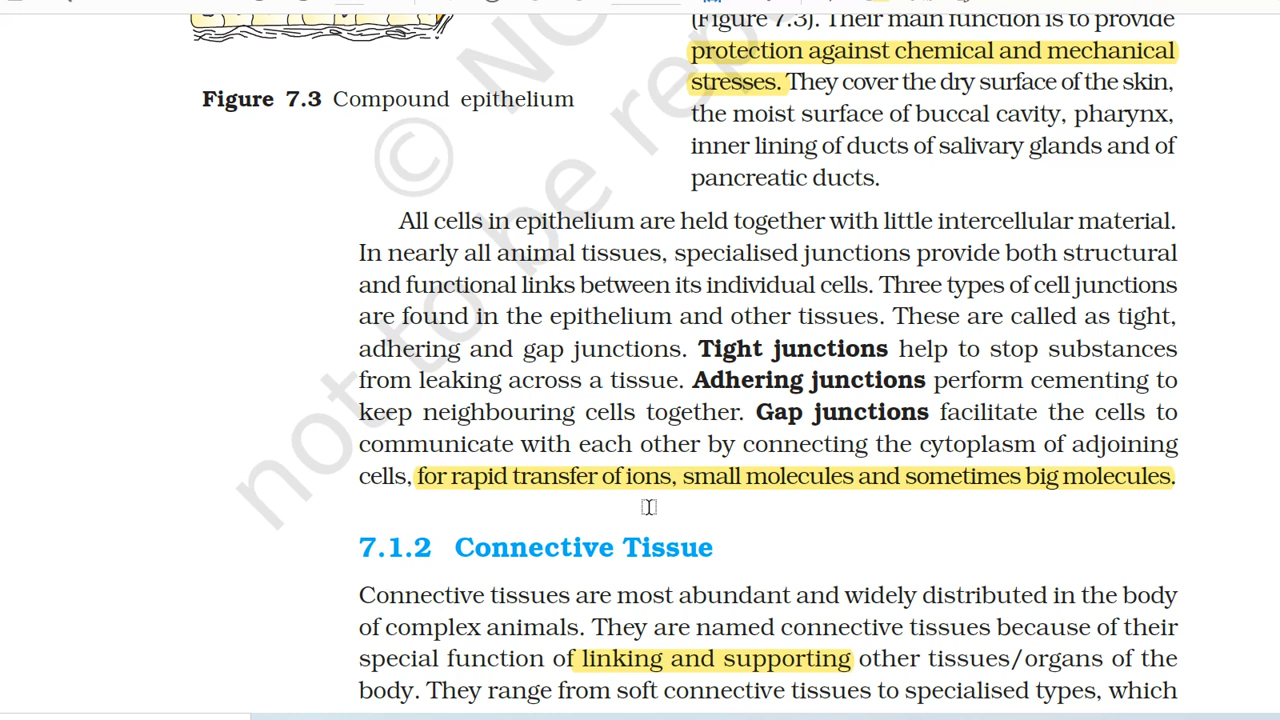 (Figure 7.3). Their main function is to provide
protection against chemical and mechanical
stresses. They cover the dry surface of the skin,
the moist surface of buccal cavity, pharynx,
inner lining of ducts of salivary glands and of
pancreatic ducts.
Figure 7.3 Compound epithelium
All cells in epithelium are held together with little intercellular material.
In nearly all animal tissues, specialised junctions provide both structural
and functional links between its individual cells. Three types of cell junctions
are found in the epithelium and other tissues. These are called as tight,
adhering and gap junctions. Tight junctions help to stop substances
from leaking across a tissue. Adhering junctions perform cementing to
keep neighbouring cells together. Gap junctions facilitate the cells to
communicate with each other by connecting the cytoplasm of adjoining
cells, for rapid transfer of ions, small molecules and sometimes big molecules.
7.1.2 Connective Tissue
Connective tissues are most abundant and widely distributed in the body
of complex animals. They are named connective tissues because of their
special function of linking and supporting other tissues/organs of the
body. They range from soft connective tissues to specialised types, which
© NC
not to be rep